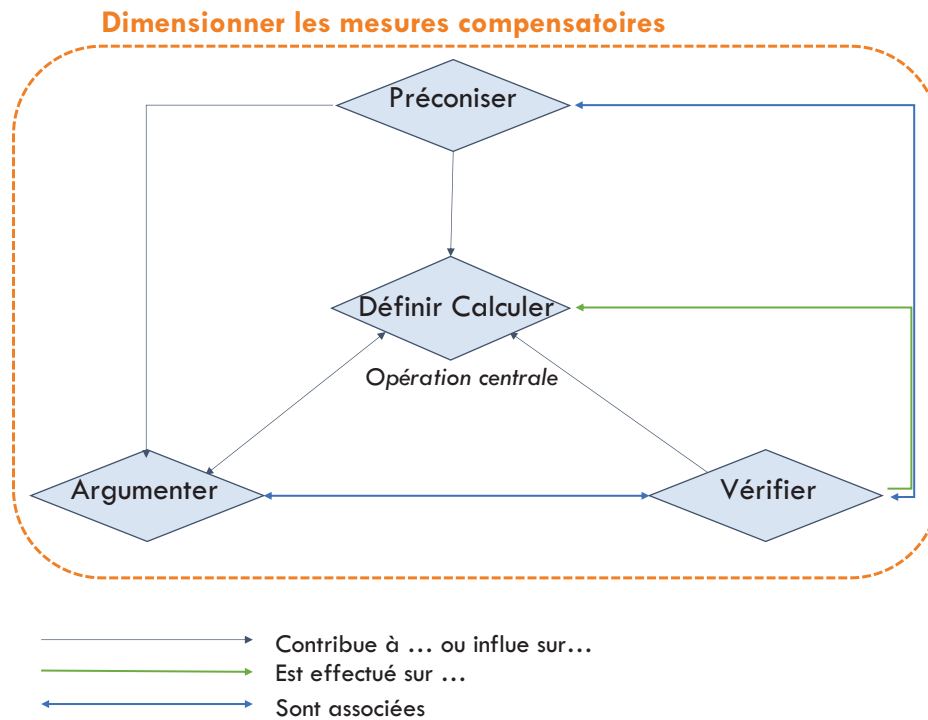 Dimensionner les mesures compensatoires
Préconiser
Définir Calculer
Opération centrale
Argumenter
Vérifier
Contribue à … ou influe sur…
Est effectué sur …
Sont associées